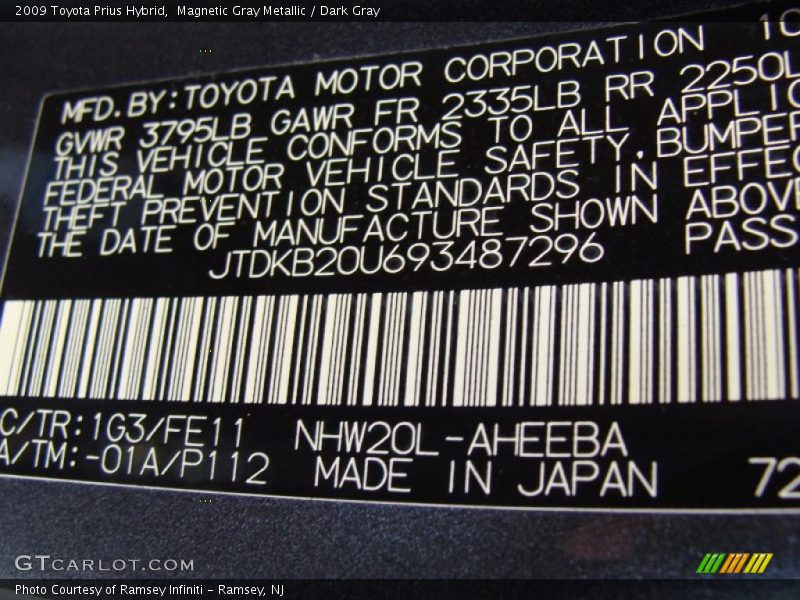 2009 Toyota Prius Hybrid,  Magnetic Gray Metallic / Dark Gray
MFD. BY: TOYOTA MOTOR CORPORATION 10
GVWR 3795LB GAWR FR 2335LB RR 2250L
THIS VEHICLE CONFORMS TO ALL APPLIC
FEDERAL MOTOR VEHICLE SAFETY, BUMPER
THEFT PREVENTION STANDARDS IN EFFEC
THE DATE OF MANUFACTURE SHOWN ABOVE
JTDKB20U693487296 PASS
C/TR: 1G3/FE11 NHW20L-AHEEBA
A/TM: -01A/P112 MADE IN JAPAN 72
GTCARLOT.COM
Photo Courtesy of Ramsey Infiniti - Ramsey, NJ